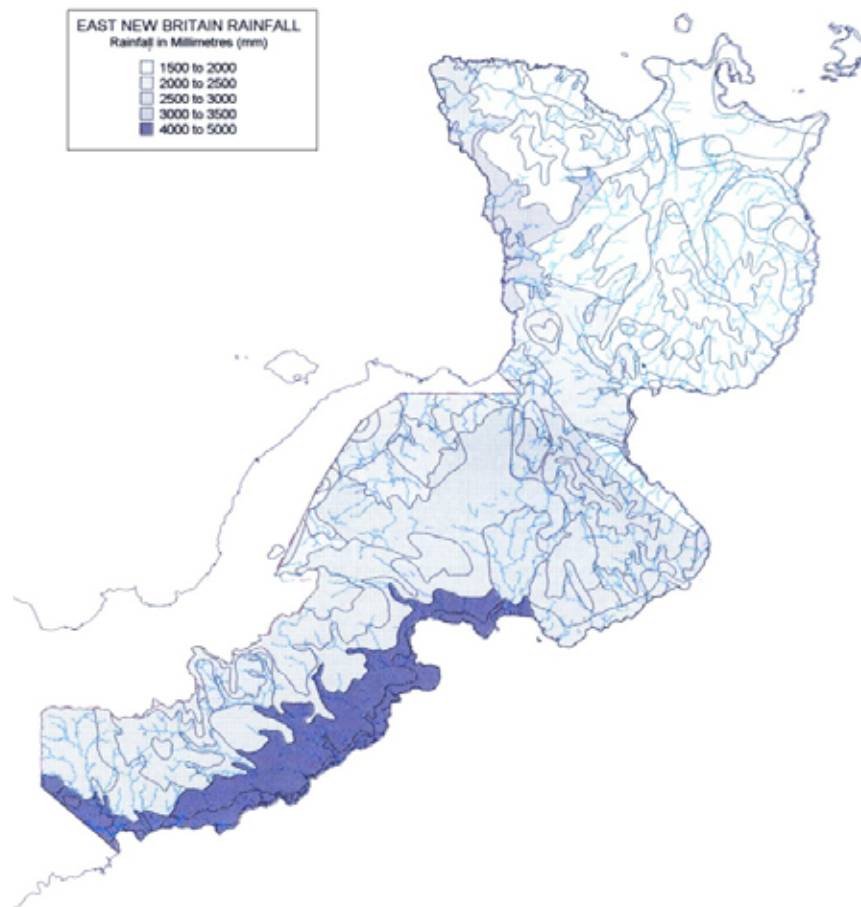 EAST NEW BRITAIN RAINFALL
Rainfall in Millimetres (mm)
1500 to 2000
2000 to 2500
2500 to 3000
3000 to 3500
4000 to 5000